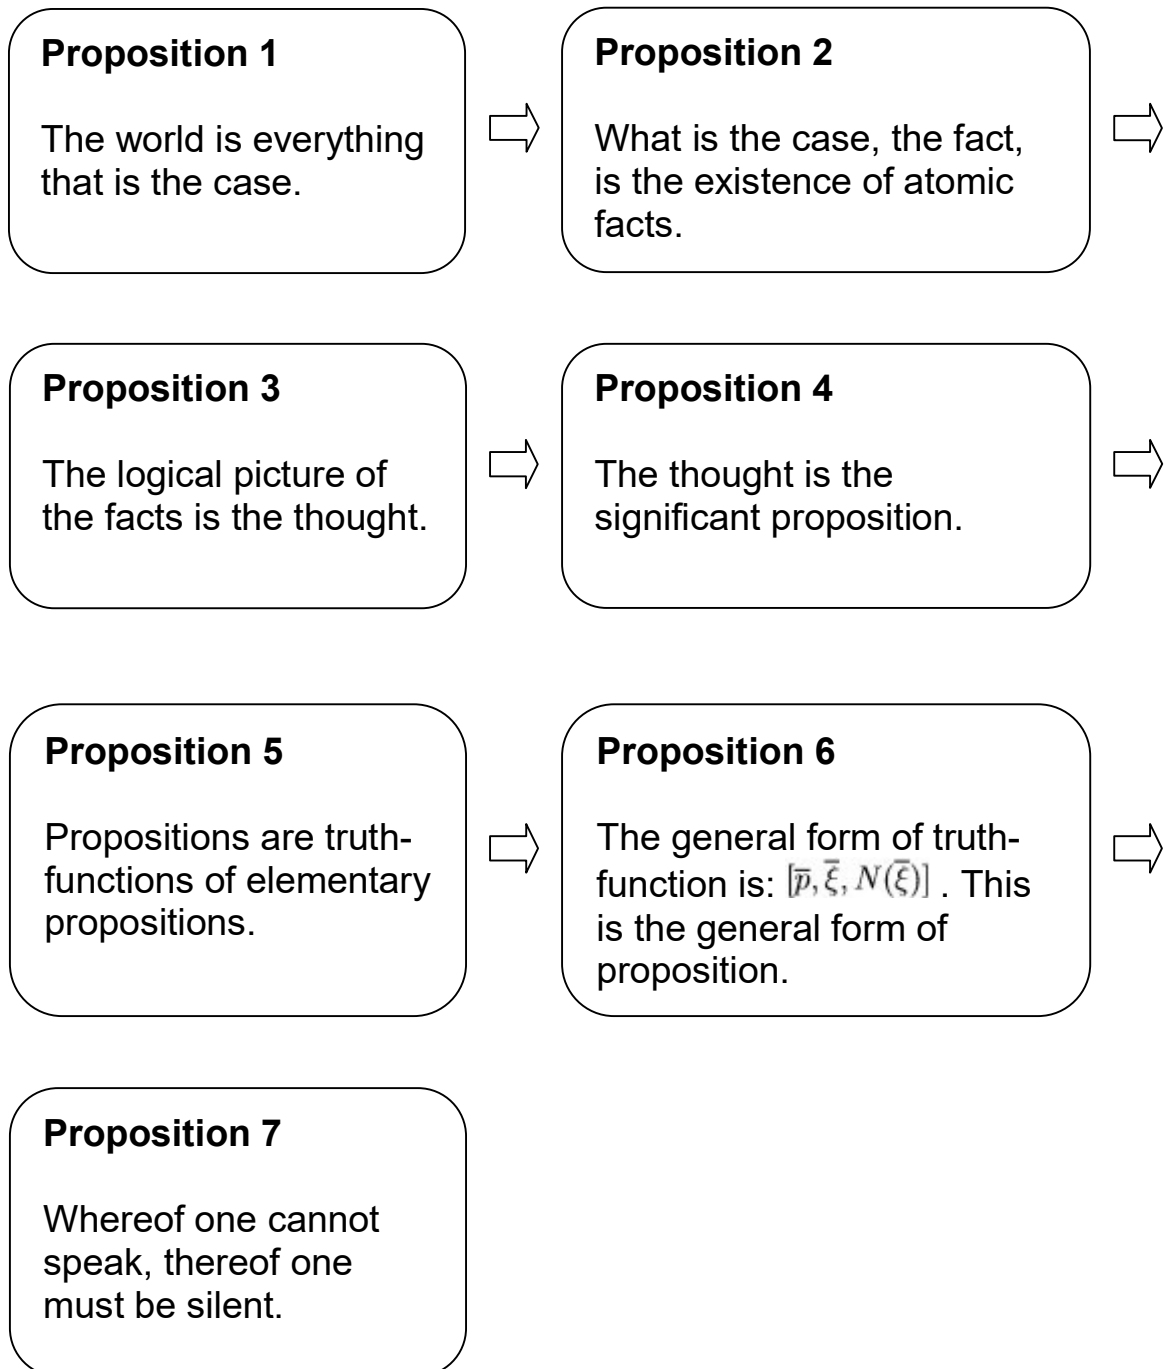 Proposition 1
The world is everything
that is the case.
Proposition 2
What is the case, the fact,
is the existence of atomic
facts.
Proposition 3
The logical picture of
the facts is the thought.
Proposition 4
The thought is the
significant proposition.
Proposition 5
Propositions are truth-
functions of elementary
propositions.
Proposition 6
The general form of truth-
function is: [p̅, ξ̅, N(ξ̅)] . This
is the general form of
proposition.
Proposition 7
Whereof one cannot
speak, thereof one
must be silent.